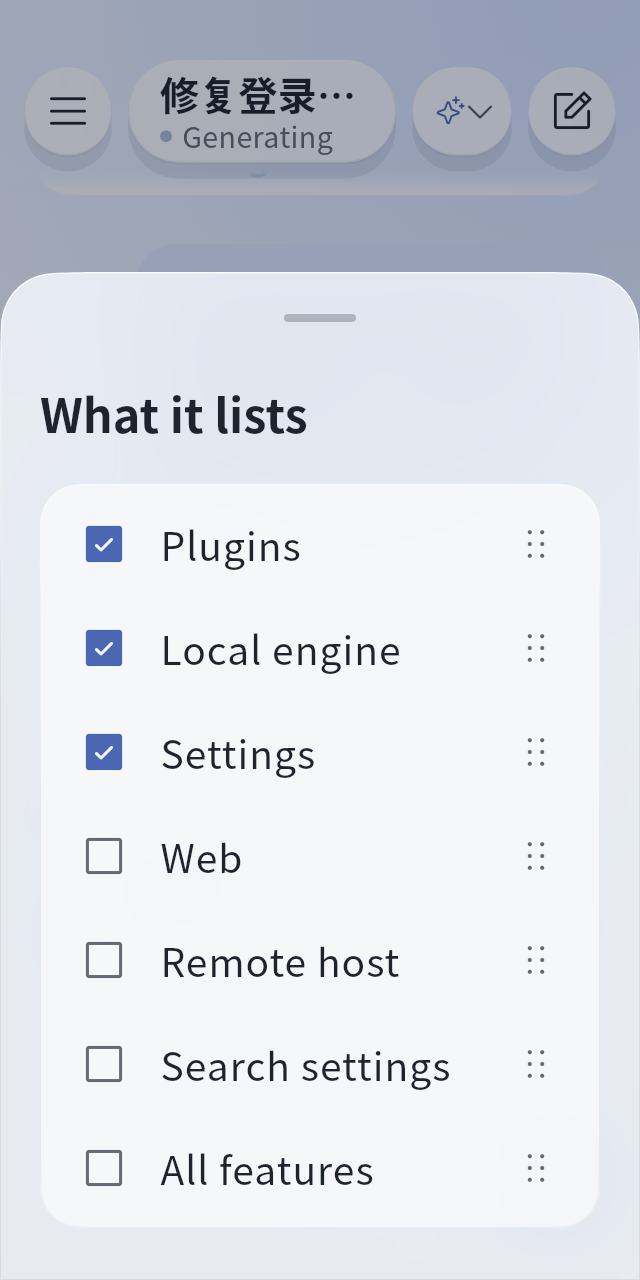 修复登录…
Generating
What it lists
Plugins
Local engine
Settings
Web
Remote host
Search settings
All features